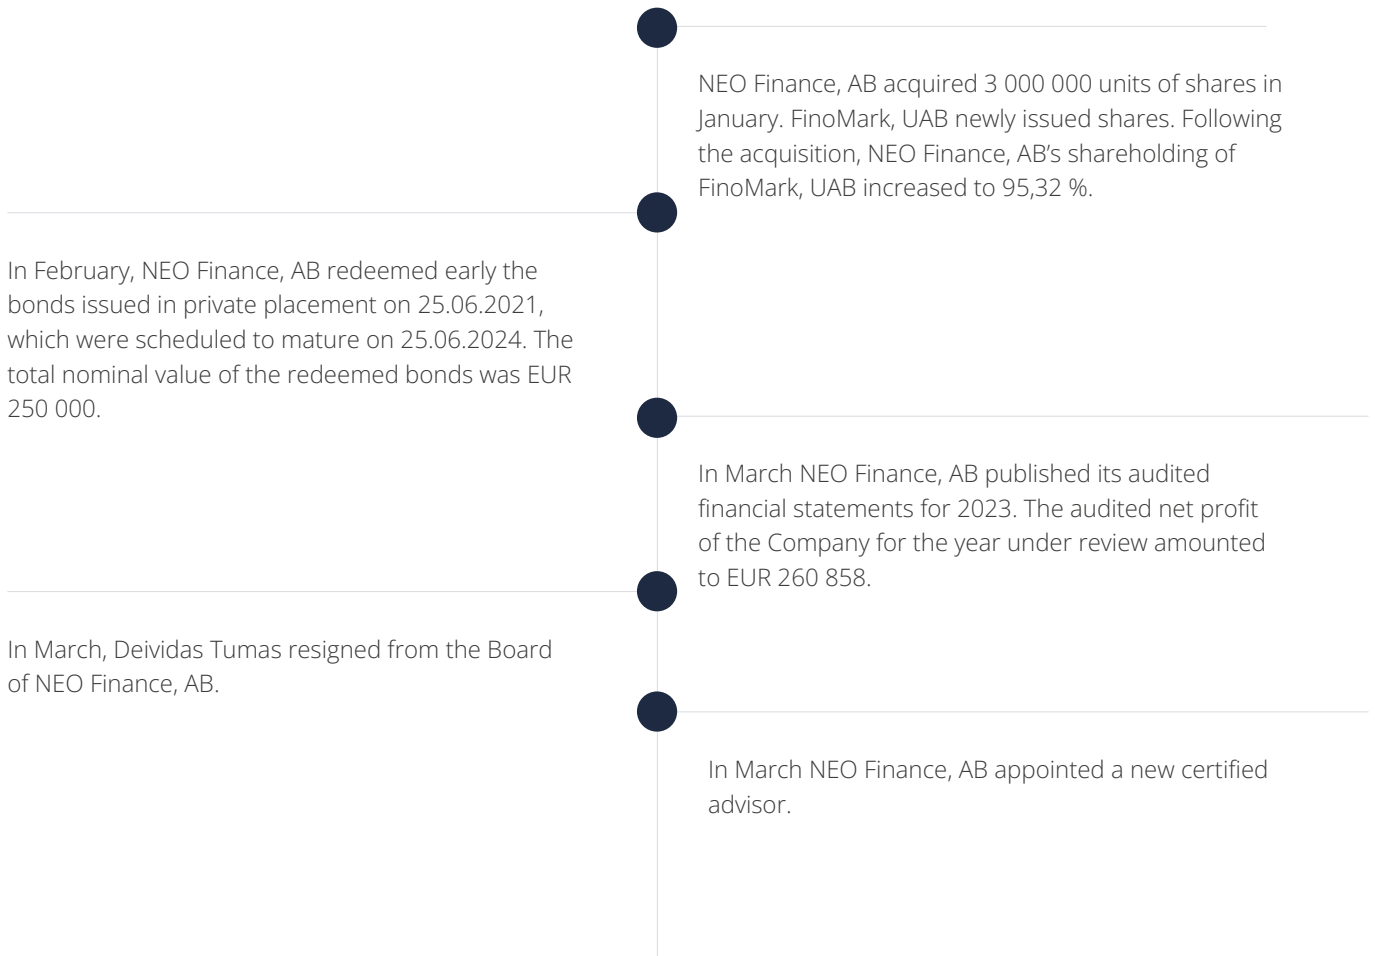 NEO Finance, AB acquired 3 000 000 units of shares in
January. FinoMark, UAB newly issued shares. Following
the acquisition, NEO Finance, AB’s shareholding of
FinoMark, UAB increased to 95,32 %.
In February, NEO Finance, AB redeemed early the
bonds issued in private placement on 25.06.2021,
which were scheduled to mature on 25.06.2024. The
total nominal value of the redeemed bonds was EUR
250 000.
In March NEO Finance, AB published its audited
financial statements for 2023. The audited net profit
of the Company for the year under review amounted
to EUR 260 858.
In March, Deividas Tumas resigned from the Board
of NEO Finance, AB.
In March NEO Finance, AB appointed a new certified
advisor.